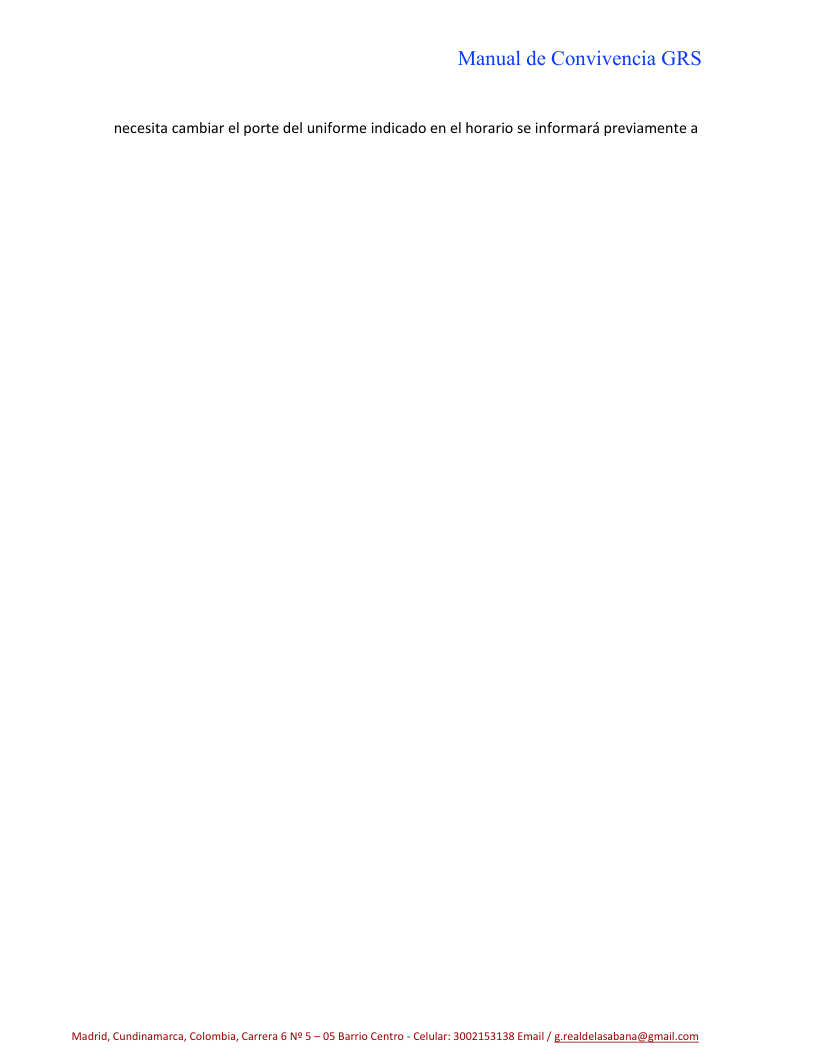 Manual de Convivencia GRS
necesita cambiar el porte del uniforme indicado en el horario se informará previamente a
Madrid, Cundinamarca, Colombia, Carrera 6 Nº 5 – 05 Barrio Centro - Celular: 3002153138 Email / g.realdelasabana@gmail.com